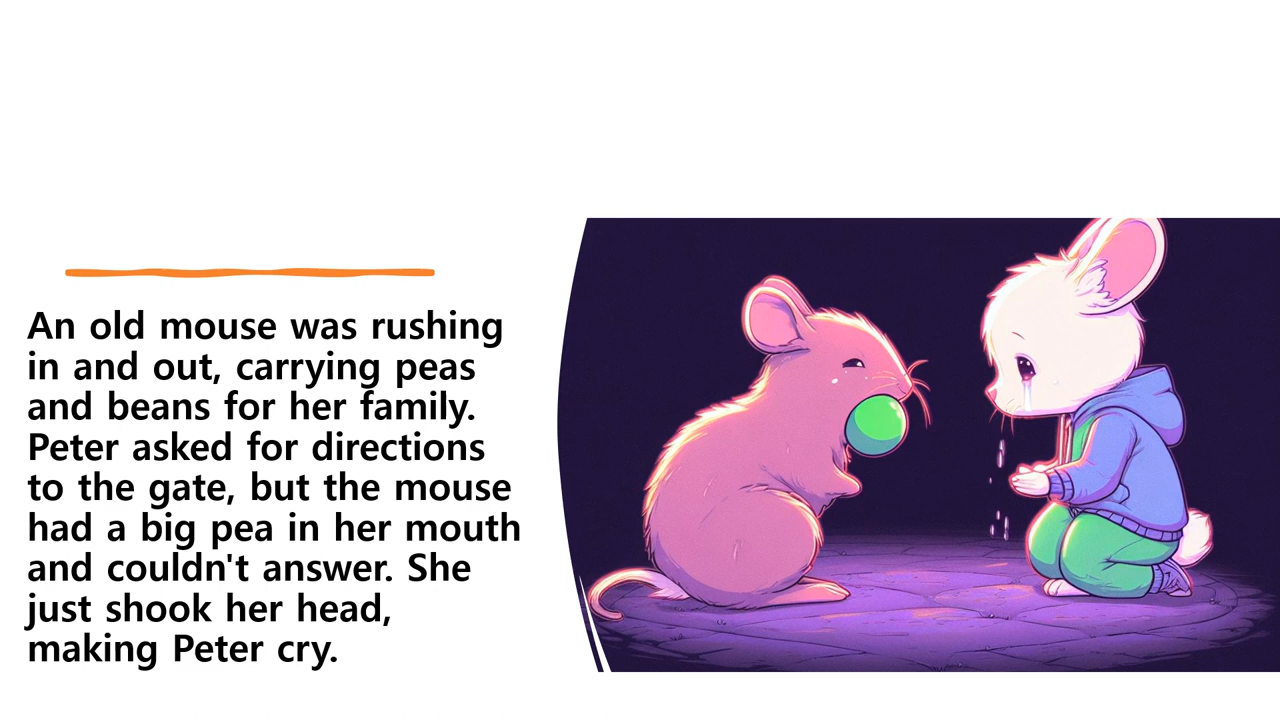 An old mouse was rushing
in and out, carrying peas
and beans for her family.
Peter asked for directions
to the gate, but the mouse
had a big pea in her mouth
and couldn't answer. She
just shook her head,
making Peter cry.